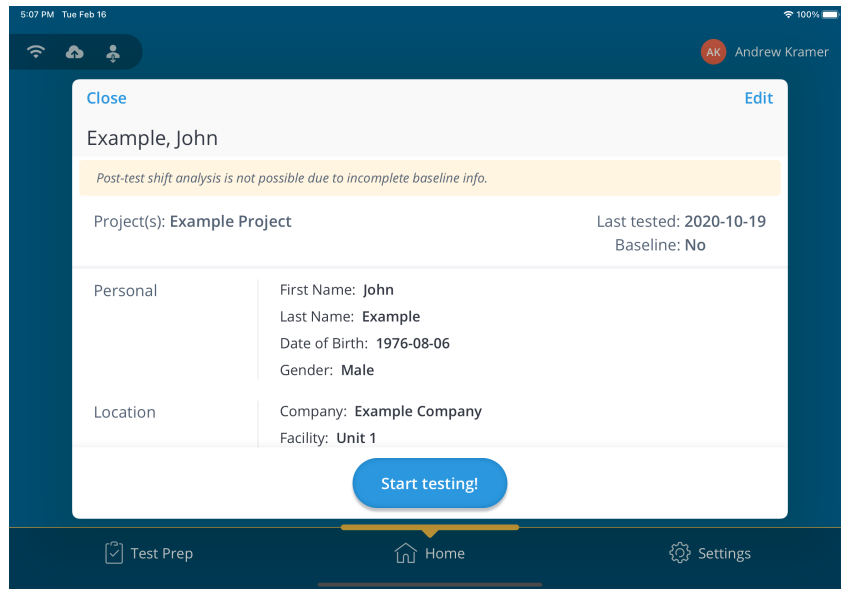 5:07 PM Tue Feb 16 100%
AK Andrew Kramer
Close Edit
Example, John
Post-test shift analysis is not possible due to incomplete baseline info.
Project(s): Example Project Last tested: 2020-10-19
Baseline: No
Personal First Name: John
Last Name: Example
Date of Birth: 1976-08-06
Gender: Male
Location Company: Example Company
Facility: Unit 1
Start testing!
Test Prep Home Settings